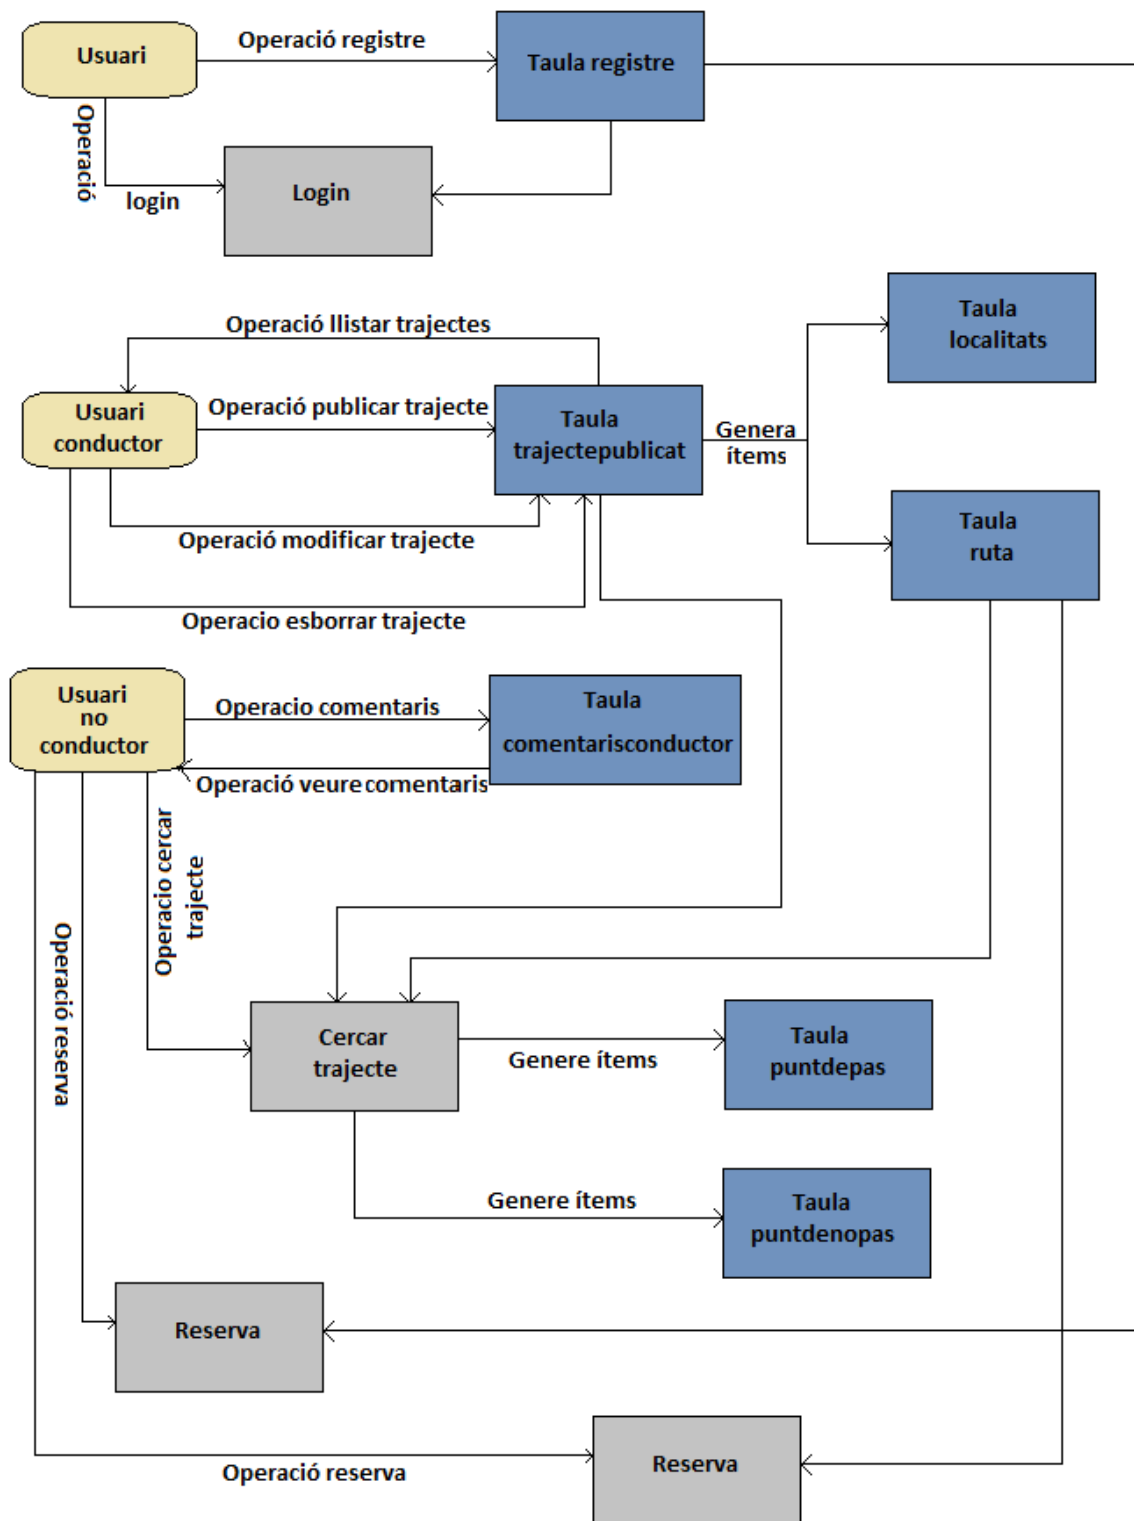 Usuari
Operació registre
Taula registre
Operació
login
Login
Operació llistar trajectes
Taula
localitats
Usuari
conductor
Operació publicar trajecte
Taula
trajectepublicat
Genera
ítems
Operació modificar trajecte
Taula
ruta
Operacio esborrar trajecte
Usuari
no
conductor
Operacio comentaris
Taula
comentarisconductor
Operació veure comentaris
Operacio cercar
trajecte
Operació reserva
Cercar
trajecte
Genere ítems
Taula
puntdepas
Genere ítems
Taula
puntdenopas
Reserva
Operació reserva
Reserva